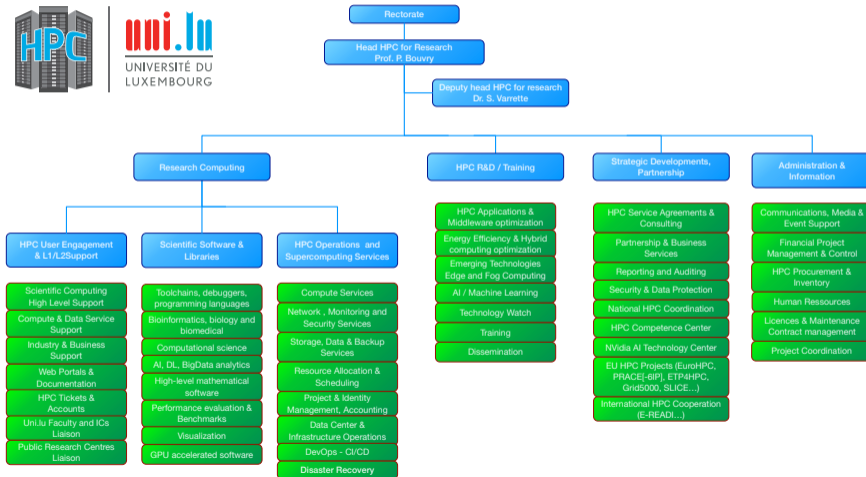 HPC
uni.lu
UNIVERSITÉ DU
LUXEMBOURG
Rectorate
Head HPC for Research
Prof. P. Bouvry
Deputy head HPC for research
Dr. S. Varrette
Research Computing
HPC R&D / Training
Strategic Developments,
Partnership
Administration &
Information
HPC User Engagement
& L1/L2Support
Scientific Software &
Libraries
HPC Operations and
Supercomputing Services
Scientific Computing
High Level Support
Compute & Data Service
Support
Industry & Business
Support
Web Portals &
Documentation
HPC Tickets &
Accounts
Uni.lu Faculty and ICs
Liaison
Public Research Centres
Liaison
Toolchains, debuggers,
programming languages
Bioinformatics, biology and
biomedical
Computational science
AI, DL, BigData analytics
High-level mathematical
software
Performance evaluation &
Benchmarks
Visualization
GPU accelerated software
Compute Services
Network , Monitoring and
Security Services
Storage, Data & Backup
Services
Resource Allocation &
Scheduling
Project & Identity
Management, Accounting
Data Center &
Infrastructure Operations
DevOps - CI/CD
Disaster Recovery
HPC Applications &
Middleware optimization
Energy Efficiency & Hybrid
computing optimization
Emerging Technologies
Edge and Fog Computing
AI / Machine Learning
Technology Watch
Training
Dissemination
HPC Service Agreements &
Consulting
Partnership & Business
Services
Reporting and Auditing
Security & Data Protection
National HPC Coordination
HPC Competence Center
NVidia AI Technology Center
EU HPC Projects (EuroHPC,
PRACE[-6IP], ETP4HPC,
Grid5000, SLICE...)
International HPC Cooperation
(E-READI...)
Communications, Media &
Event Support
Financial Project
Management & Control
HPC Procurement &
Inventory
Human Ressources
Licences & Maintenance
Contract management
Project Coordination